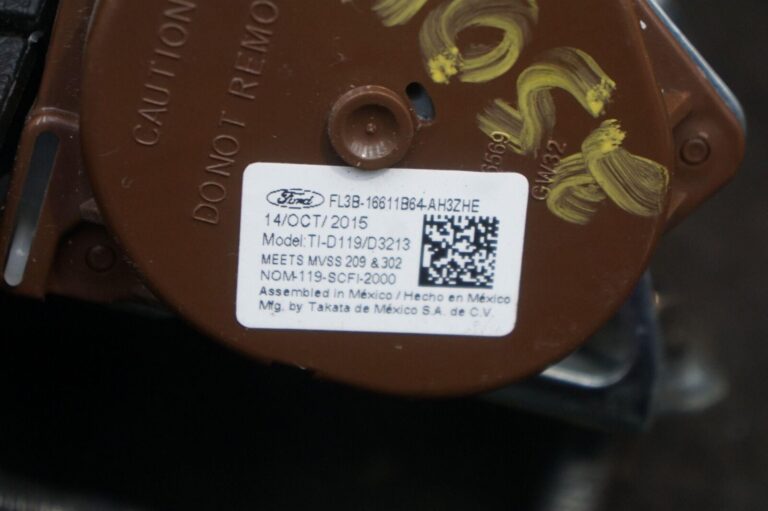 CAUTION
DO NOT REMO
6669
GW32
Ford
FL3B-16611B64-AH3ZHE
14/OCT/2015
Model:TI-D119/D3213
MEETS MVSS 209 & 302
NOM-119-SCFI-2000
Assembled in México / Hecho en México
Mfg. by Takata de México S.A. de C.V.